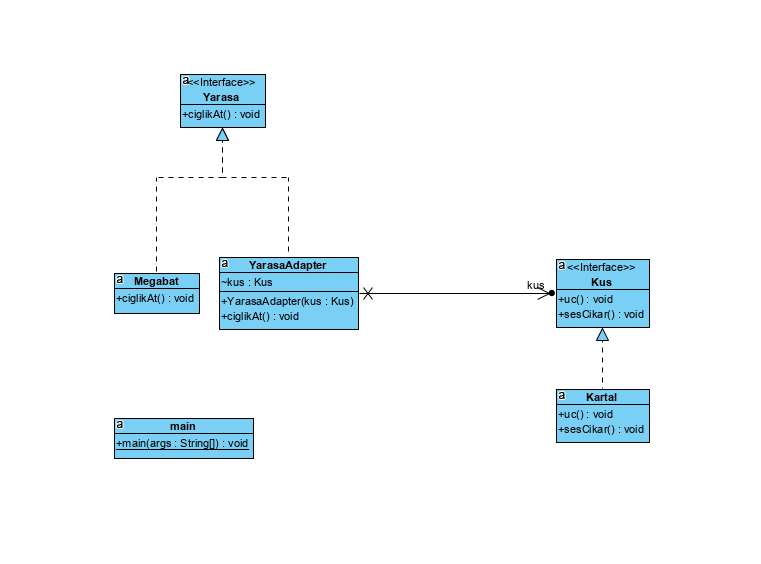 a
<<Interface>>
Yarasa
+ciglikAt() : void
a
Megabat
+ciglikAt() : void
a
YarasaAdapter
~kus : Kus
+YarasaAdapter(kus : Kus)
+ciglikAt() : void
kus
a
<<Interface>>
Kus
+uc() : void
+sesCikar() : void
a
Kartal
+uc() : void
+sesCikar() : void
a
main
+main(args : String[]) : void